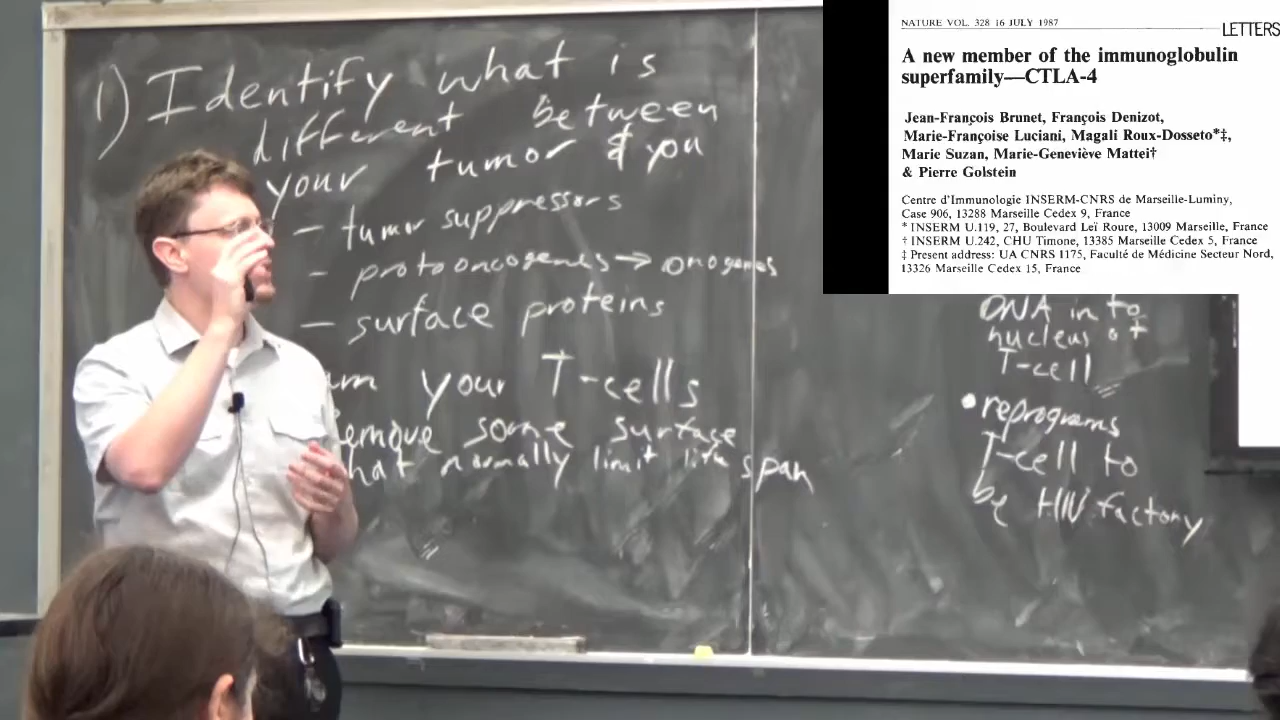 1) Identify what is
different between
your tumor & you
- tumor suppressors
- protooncogenes → oncogenes
- surface proteins
your T-cells
some surface
normally limit life span
DNA into
nucleus of
T-cell
• reprograms
T-cell to
be HIV factory
NATURE VOL. 328 16 JULY 1987
LETTERS
A new member of the immunoglobulin
superfamily—CTLA-4
Jean-François Brunet, François Denizot,
Marie-Françoise Luciani, Magali Roux-Dosseto*‡,
Marie Suzan, Marie-Geneviève Mattei†
& Pierre Golstein
Centre d'Immunologie INSERM-CNRS de Marseille-Luminy,
Case 906, 13288 Marseille Cedex 9, France
* INSERM U.119, 27, Boulevard Leï Roure, 13009 Marseille, France
† INSERM U.242, CHU Timone, 13385 Marseille Cedex 5, France
‡ Present address: UA CNRS 1175, Faculté de Médicine Secteur Nord,
13326 Marseille Cedex 15, France